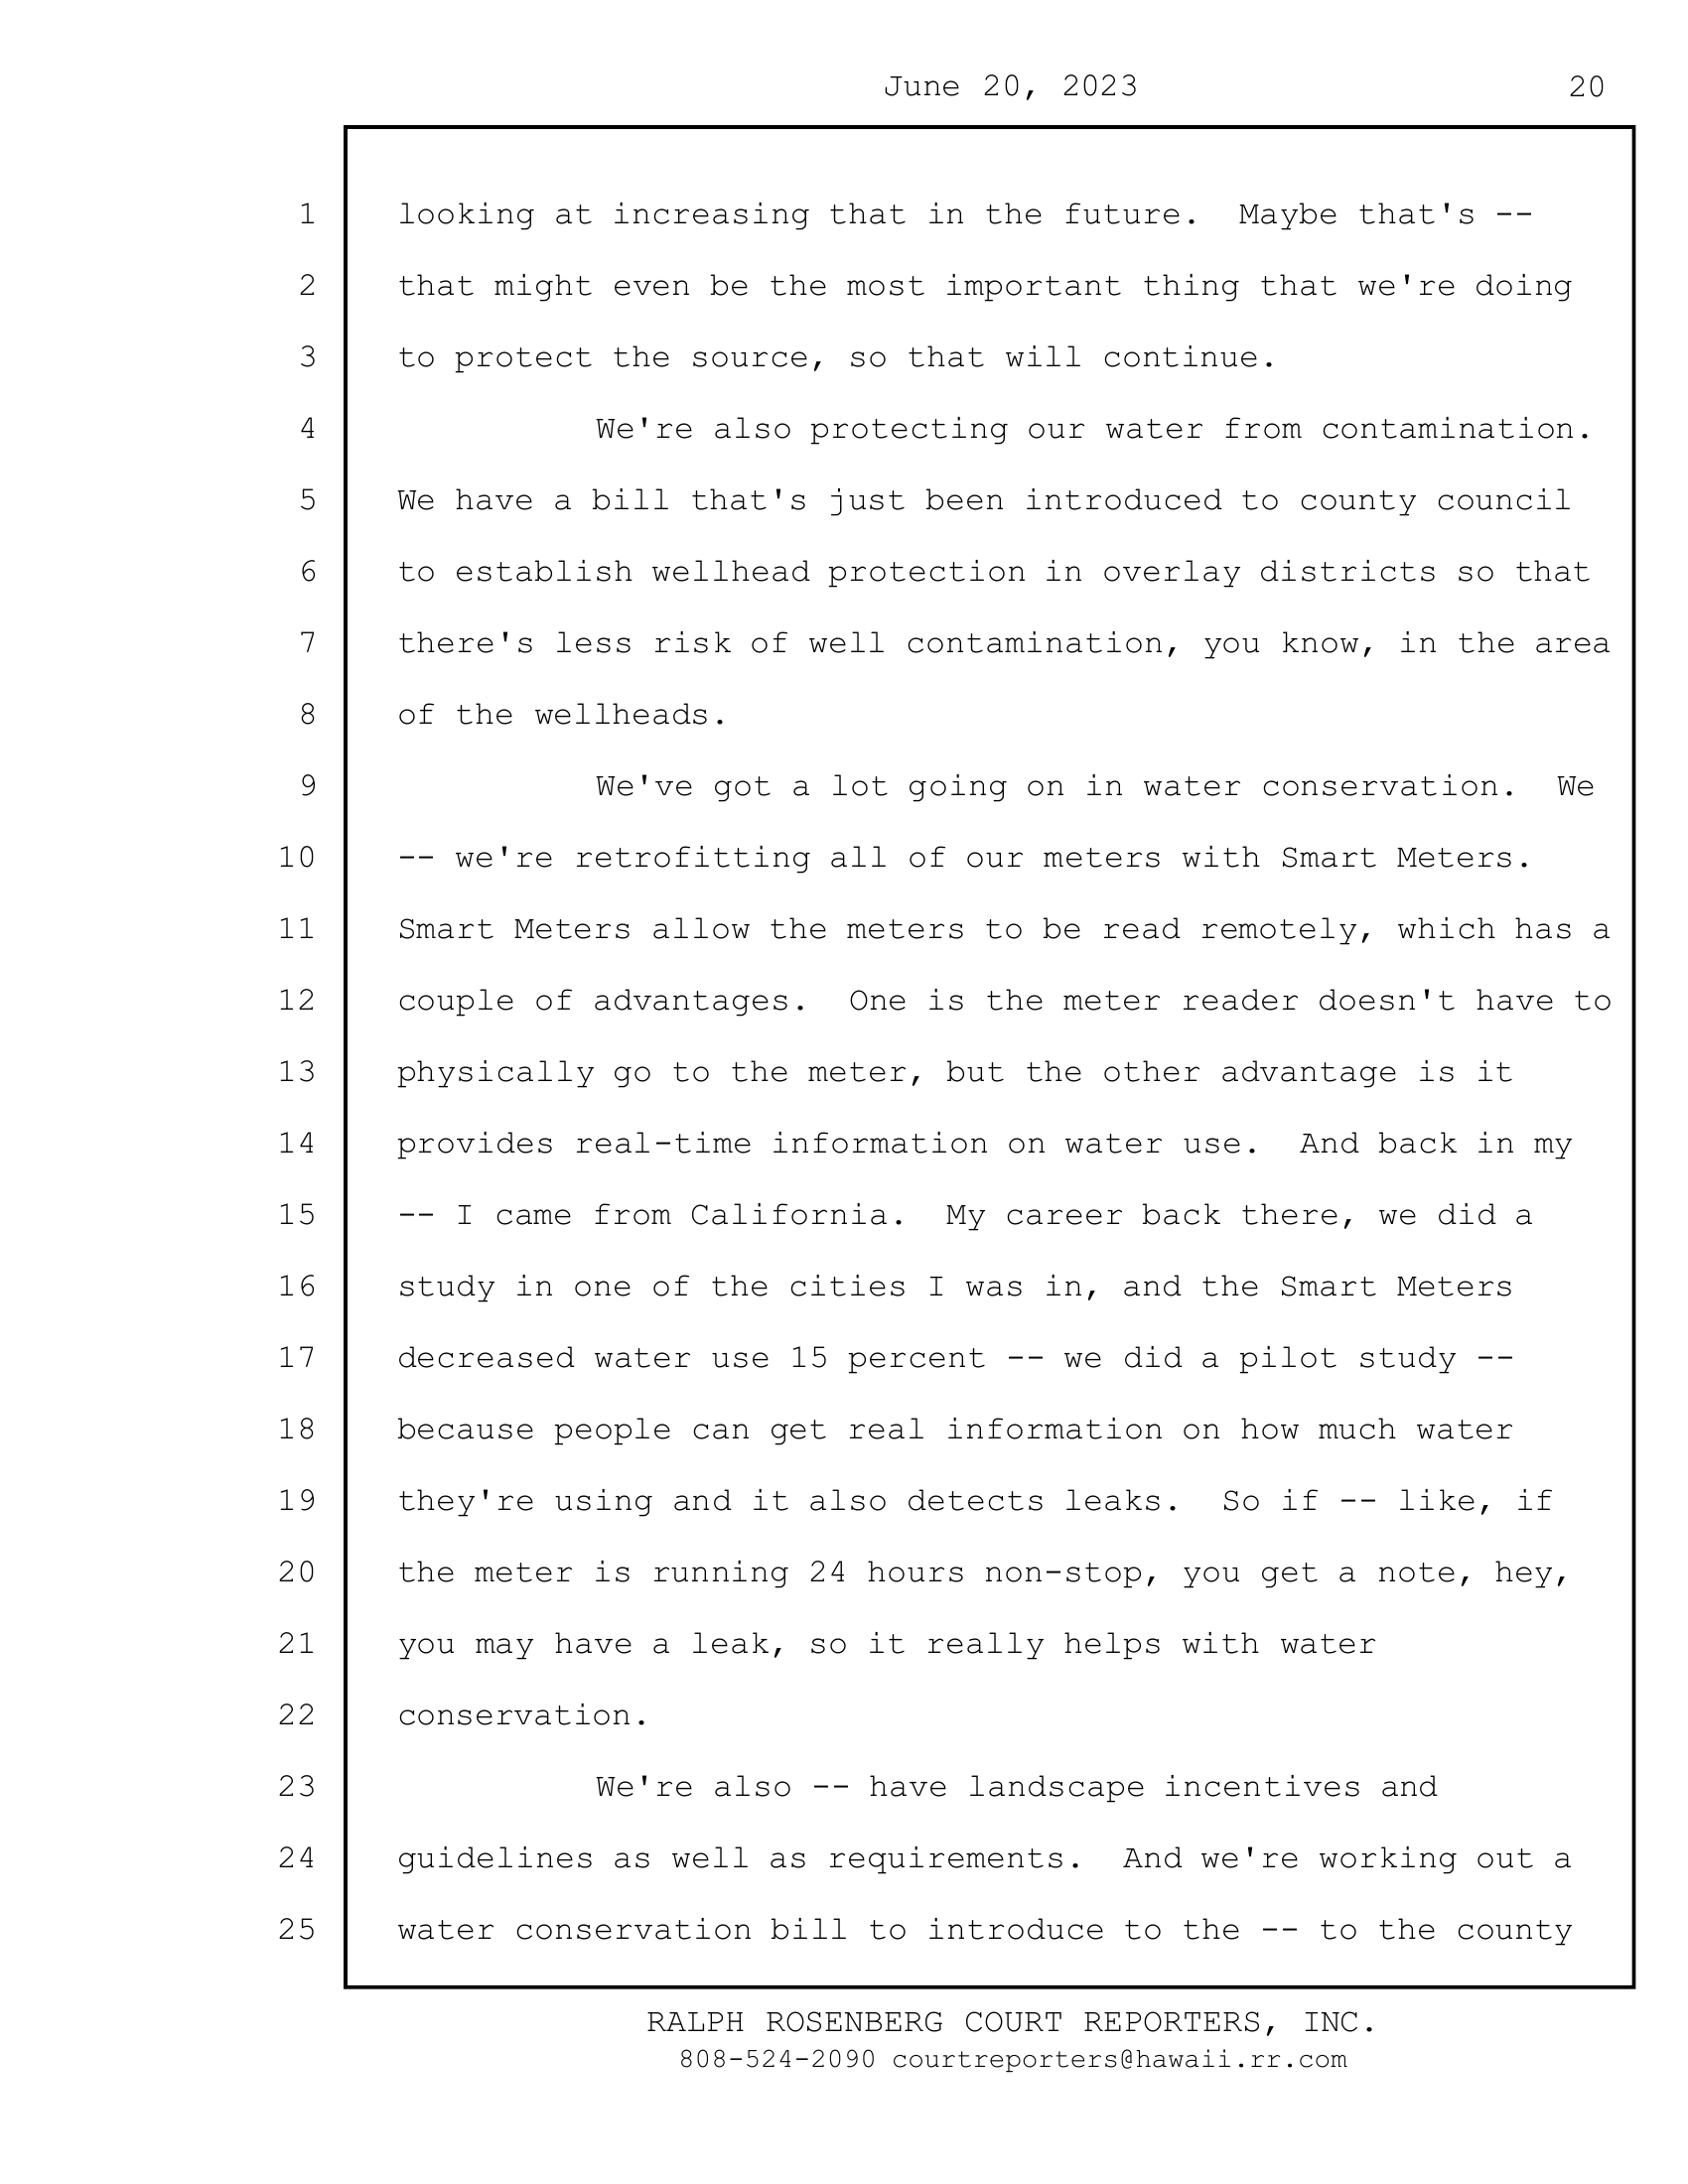 June 20, 2023 20
1 looking at increasing that in the future.  Maybe that's --
2 that might even be the most important thing that we're doing
3 to protect the source, so that will continue.
4 We're also protecting our water from contamination.
5 We have a bill that's just been introduced to county council
6 to establish wellhead protection in overlay districts so that
7 there's less risk of well contamination, you know, in the area
8 of the wellheads.
9 We've got a lot going on in water conservation.  We
10 -- we're retrofitting all of our meters with Smart Meters.
11 Smart Meters allow the meters to be read remotely, which has a
12 couple of advantages.  One is the meter reader doesn't have to
13 physically go to the meter, but the other advantage is it
14 provides real-time information on water use.  And back in my
15 -- I came from California.  My career back there, we did a
16 study in one of the cities I was in, and the Smart Meters
17 decreased water use 15 percent -- we did a pilot study --
18 because people can get real information on how much water
19 they're using and it also detects leaks.  So if -- like, if
20 the meter is running 24 hours non-stop, you get a note, hey,
21 you may have a leak, so it really helps with water
22 conservation.
23 We're also -- have landscape incentives and
24 guidelines as well as requirements.  And we're working out a
25 water conservation bill to introduce to the -- to the county
RALPH ROSENBERG COURT REPORTERS, INC.
808-524-2090 courtreporters@hawaii.rr.com